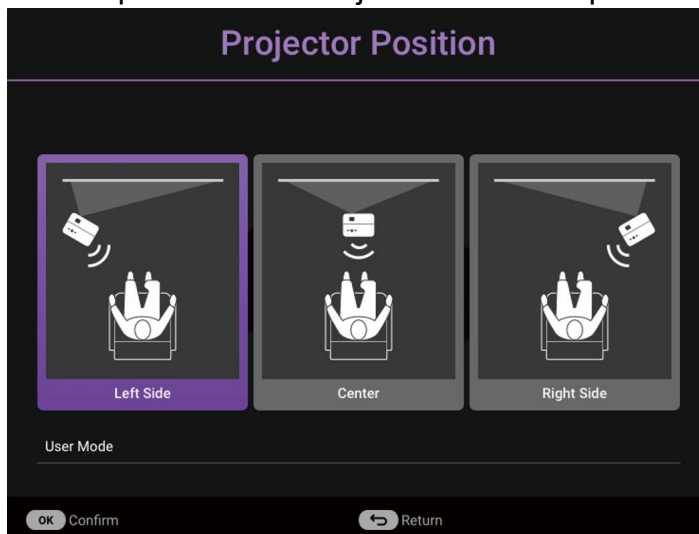 Projector Position
Left Side
Center
Right Side
User Mode
OK Confirm
Return